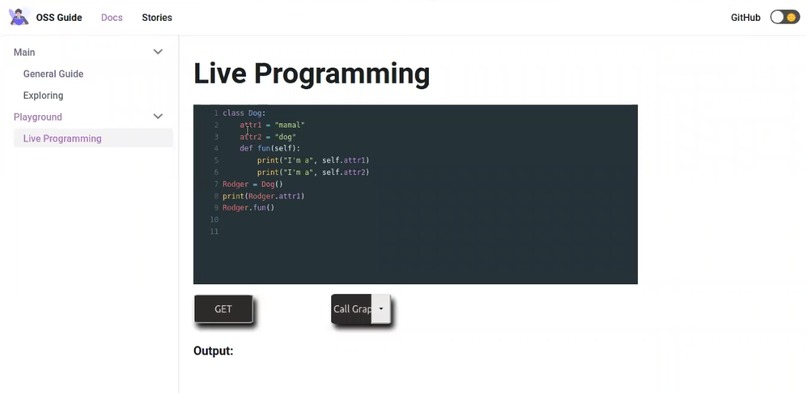 OSS Guide Docs Stories GitHub
Main
General Guide
Exploring
Playground
Live Programming
Live Programming
1 class Dog:
2 attr1 = "mamal"
3 attr2 = "dog"
4 def fun(self):
5 print("I'm a", self.attr1)
6 print("I'm a", self.attr2)
7 Rodger = Dog()
8 print(Rodger.attr1)
9 Rodger.fun()
10
11
GET Call Grap
Output: